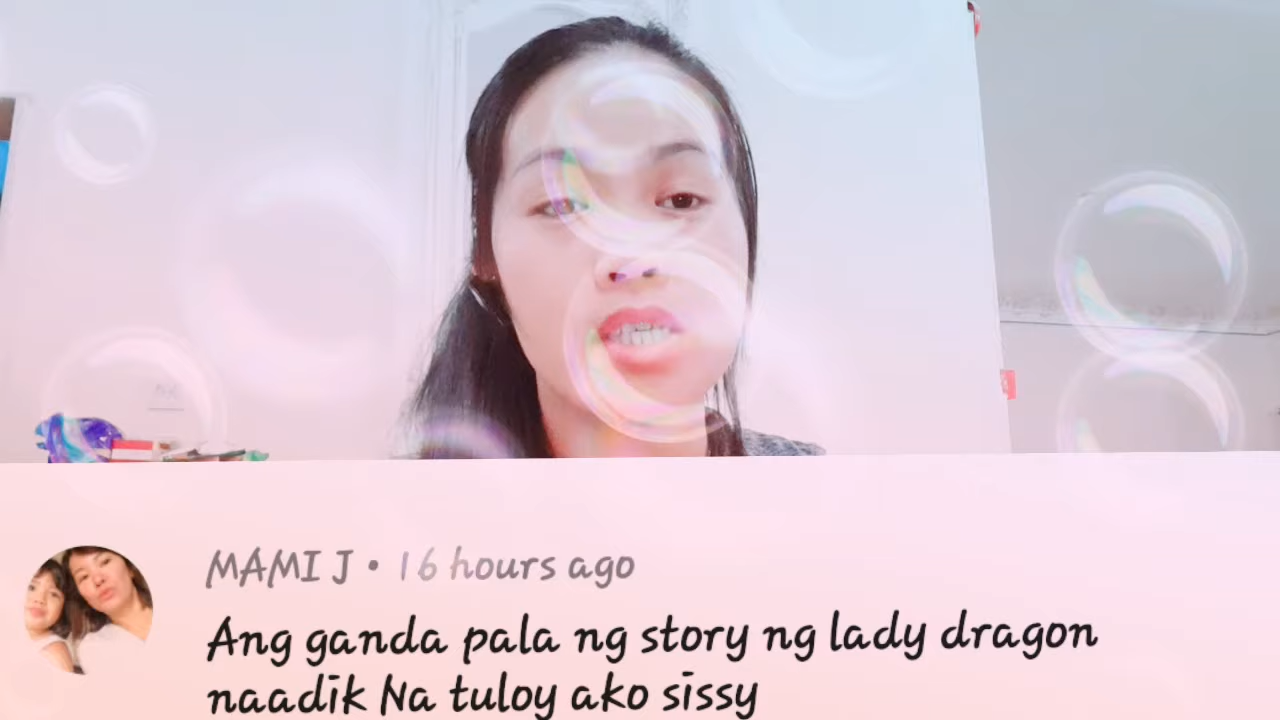 MAMI J • 16 hours ago
Ang ganda pala ng story ng lady dragon
naadik Na tuloy ako sissy